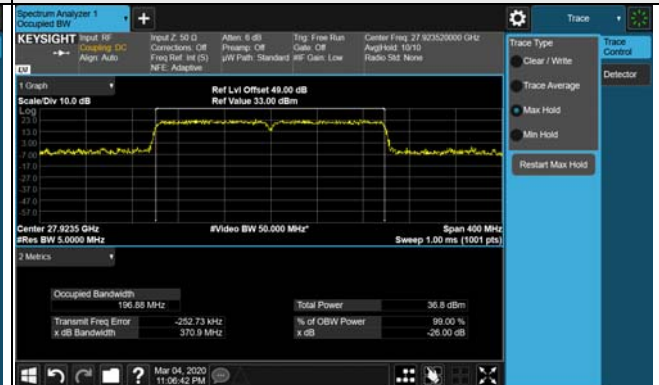 Spectrum Analyzer 1
Occupied BW
Trace
KEYSIGHT
Input: RF
Coupling: DC
Align: Auto
Input Z: 50 Ω
Corrections: Off
Freq Ref: Int (S)
NFE: Adaptive
Atten: 6 dB
Preamp: Off
µW Path: Standard
Trig: Free Run
Gate: Off
#IF Gain: Low
Center Freq: 27.923520000 GHz
Avg|Hold: 10/10
Radio Std: None
LXI
1 Graph
Scale/Div 10.0 dB
Ref Lvl Offset 49.00 dB
Ref Value 33.00 dBm
Log
23.0
13.0
3.00
-7.00
-17.0
-27.0
-37.0
-47.0
-57.0
Center 27.9235 GHz
#Res BW 5.0000 MHz
#Video BW 50.000 MHz*
Span 400 MHz
Sweep 1.00 ms (1001 pts)
2 Metrics
Occupied Bandwidth
196.88 MHz
Total Power 36.8 dBm
Transmit Freq Error -252.73 kHz
% of OBW Power 99.00 %
x dB Bandwidth 370.9 MHz
x dB -26.00 dB
Mar 04, 2020
11:06:42 PM
Trace Type
Clear / Write
Trace Average
Max Hold
Min Hold
Restart Max Hold
Trace
Control
Detector